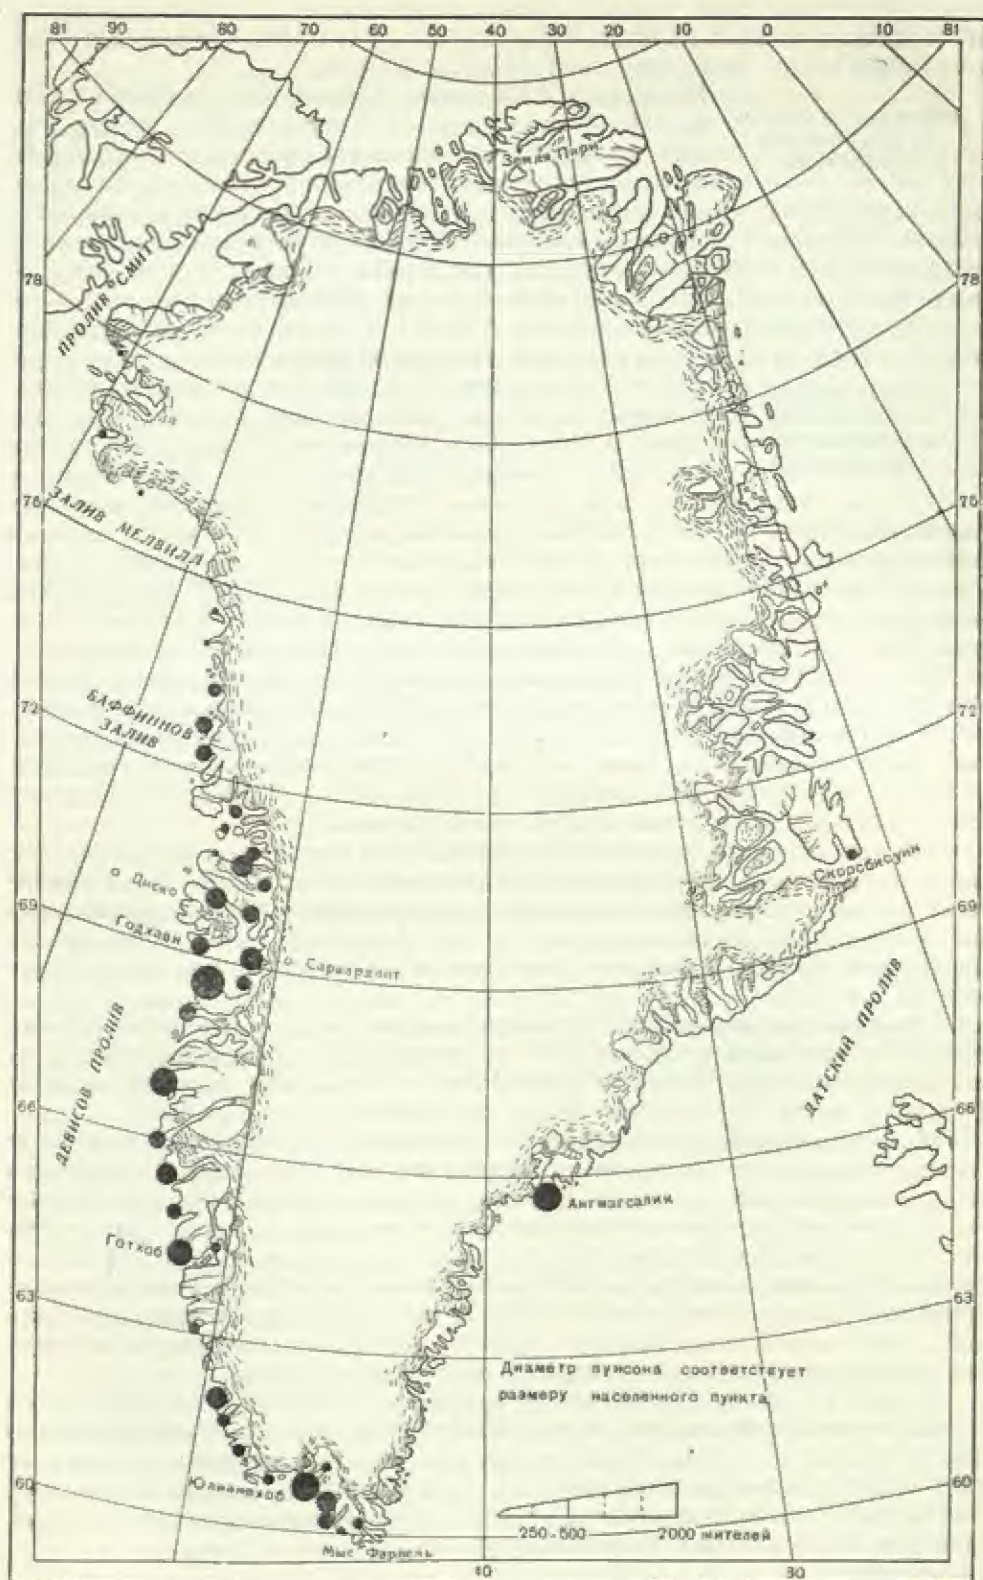 81 90 80 70 60 50 40 30 20 10 0 10 81
Земля Пири
ПРОЛИВ СМИТ
78 78
75 75
ЗАЛИВ МЕЛВИЛЛ
72 72
БАФФИНОВ
ЗАЛИВ
Скорсбисунн
о Диско
69 69
Годхавн
о. Саркардлит
ДЕВИСОВ ПРОЛИВ
ДАТСКИЙ ПРОЛИВ
66 66
Ангмагсалик
Готхоб
63 63
Диаметр пунсона соответствует
размеру населенного пункта
60 60
Юлианехоб
250-500 2000 жителей
Мыс Фарвель
40 30